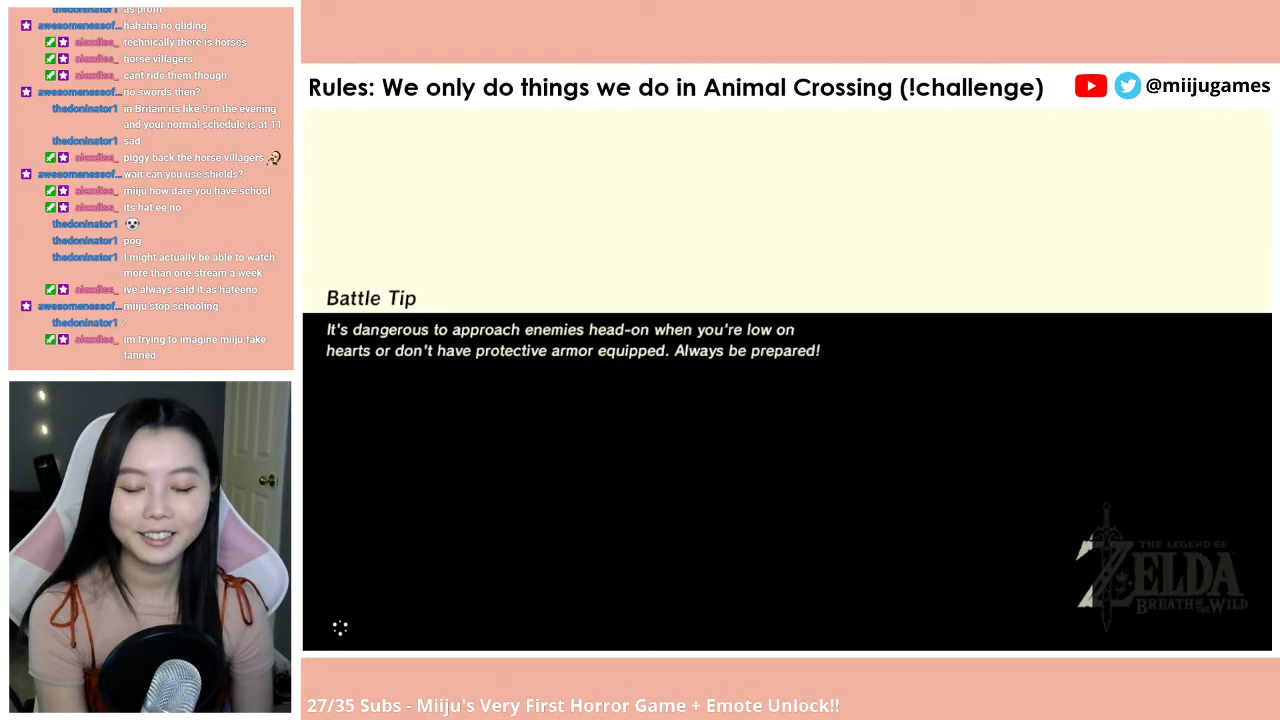 thedoninator1 as profit
awesomenessof... hahaha no gliding
alexdiss_ technically there is horses
alexdiss_ horse villagers
alexdiss_ cant ride them though
awesomenessof... no swords then?
thedoninator1 in Britain its like 9 in the evening
and your normal schedule is at 11
thedoninator1 sad
alexdiss_ piggy back the horse villagers
awesomenessof... wait can you use shields?
alexdiss_ miiju how dare you have school
alexdiss_ its hat ee no
thedoninator1
thedoninator1 pog
thedoninator1 I might actually be able to watch
more than one stream a week
alexdiss_ ive always said it as hateeno
awesomenessof... miiju stop schooling
thedoninator1 ^
alexdiss_ im trying to imagine miiju fake
tanned
Rules: We only do things we do in Animal Crossing (!challenge)
@miijugames
Battle Tip
It's dangerous to approach enemies head-on when you're low on
hearts or don't have protective armor equipped. Always be prepared!
THE LEGEND OF
ZELDA
BREATH OF THE WILD
27/35 Subs - Miiju's Very First Horror Game + Emote Unlock!!